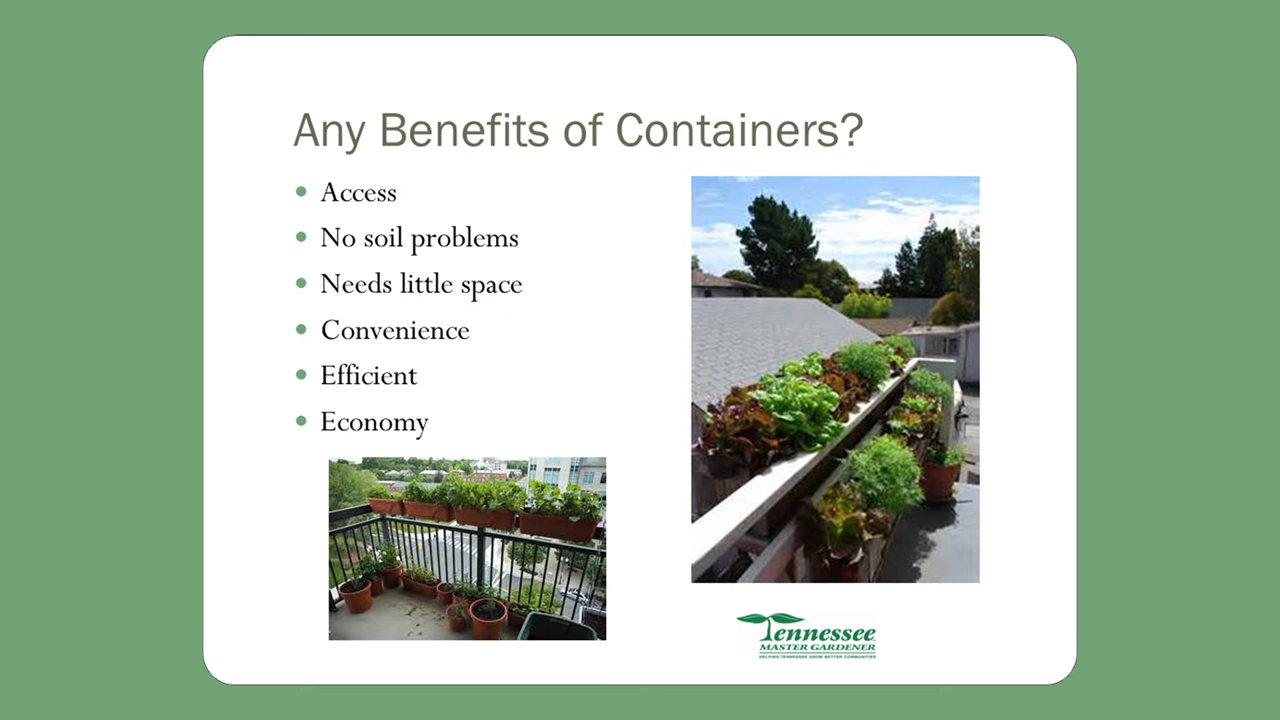 Any Benefits of Containers?
Access
No soil problems
Needs little space
Convenience
Efficient
Economy
Tennessee
MASTER GARDENER
HELPING TENNESSEE GROW BETTER COMMUNITIES